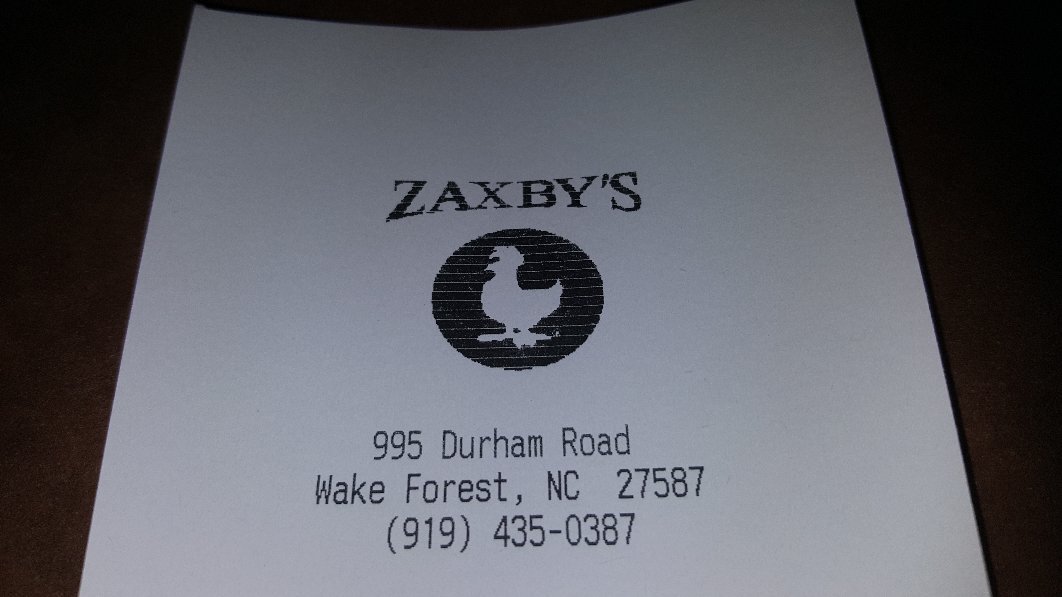 ZAXBY'S
995 Durham Road
Wake Forest, NC 27587
(919) 435-0387